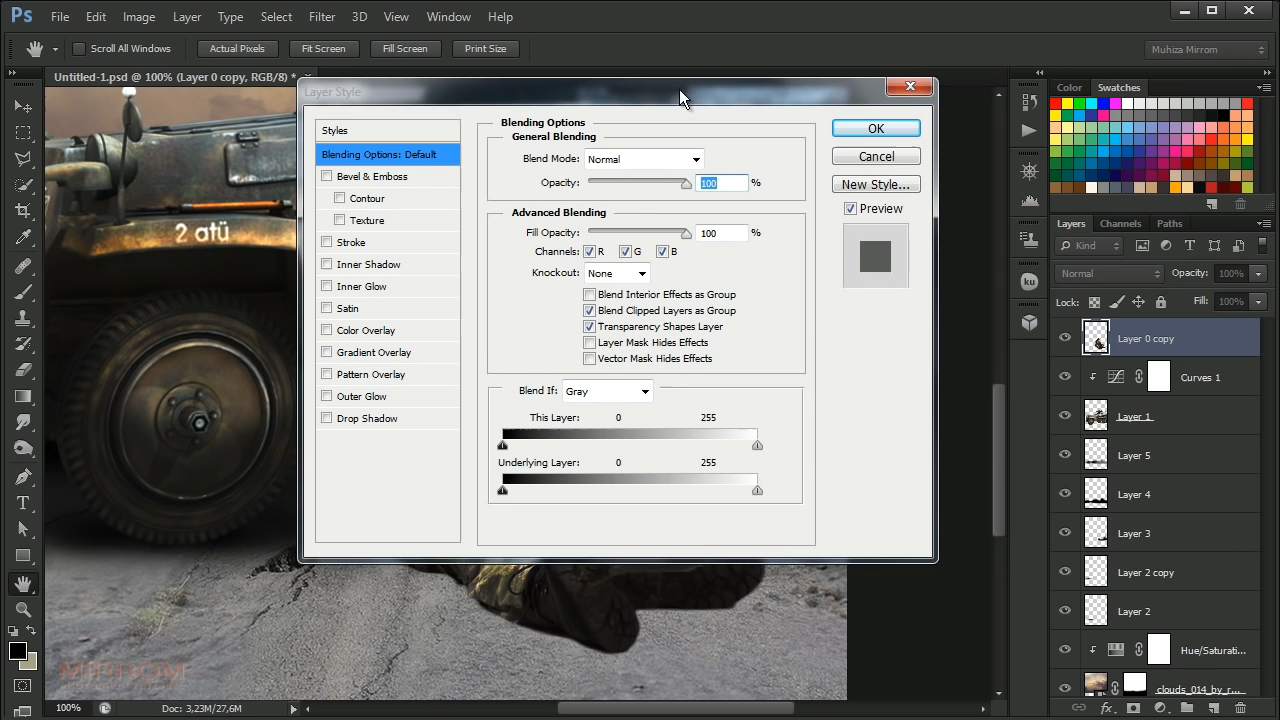 Ps File Edit Image Layer Type Select Filter 3D View Window Help
Scroll All Windows Actual Pixels Fit Screen Fill Screen Print Size Muhiza Mirrom
Untitled-1.psd @ 100% (Layer 0 copy, RGB/8) *
Layer Style
Styles
Blending Options: Default
Bevel & Emboss
Contour
Texture
Stroke
Inner Shadow
Inner Glow
Satin
Color Overlay
Gradient Overlay
Pattern Overlay
Outer Glow
Drop Shadow
Blending Options
General Blending
Blend Mode: Normal
Opacity: 100 %
Advanced Blending
Fill Opacity: 100 %
Channels: R G B
Knockout: None
Blend Interior Effects as Group
Blend Clipped Layers as Group
Transparency Shapes Layer
Layer Mask Hides Effects
Vector Mask Hides Effects
Blend If: Gray
This Layer: 0 255
Underlying Layer: 0 255
OK
Cancel
New Style...
Preview
2 atü
MIRROM
Color Swatches
Layers Channels Paths
Kind
Normal Opacity: 100%
Lock: Fill: 100%
ku
Layer 0 copy
Curves 1
Layer 1
Layer 5
Layer 4
Layer 3
Layer 2 copy
Layer 2
Hue/Saturati...
clouds_014_by_r...
fx
T
100% Doc: 3,23M/27,6M